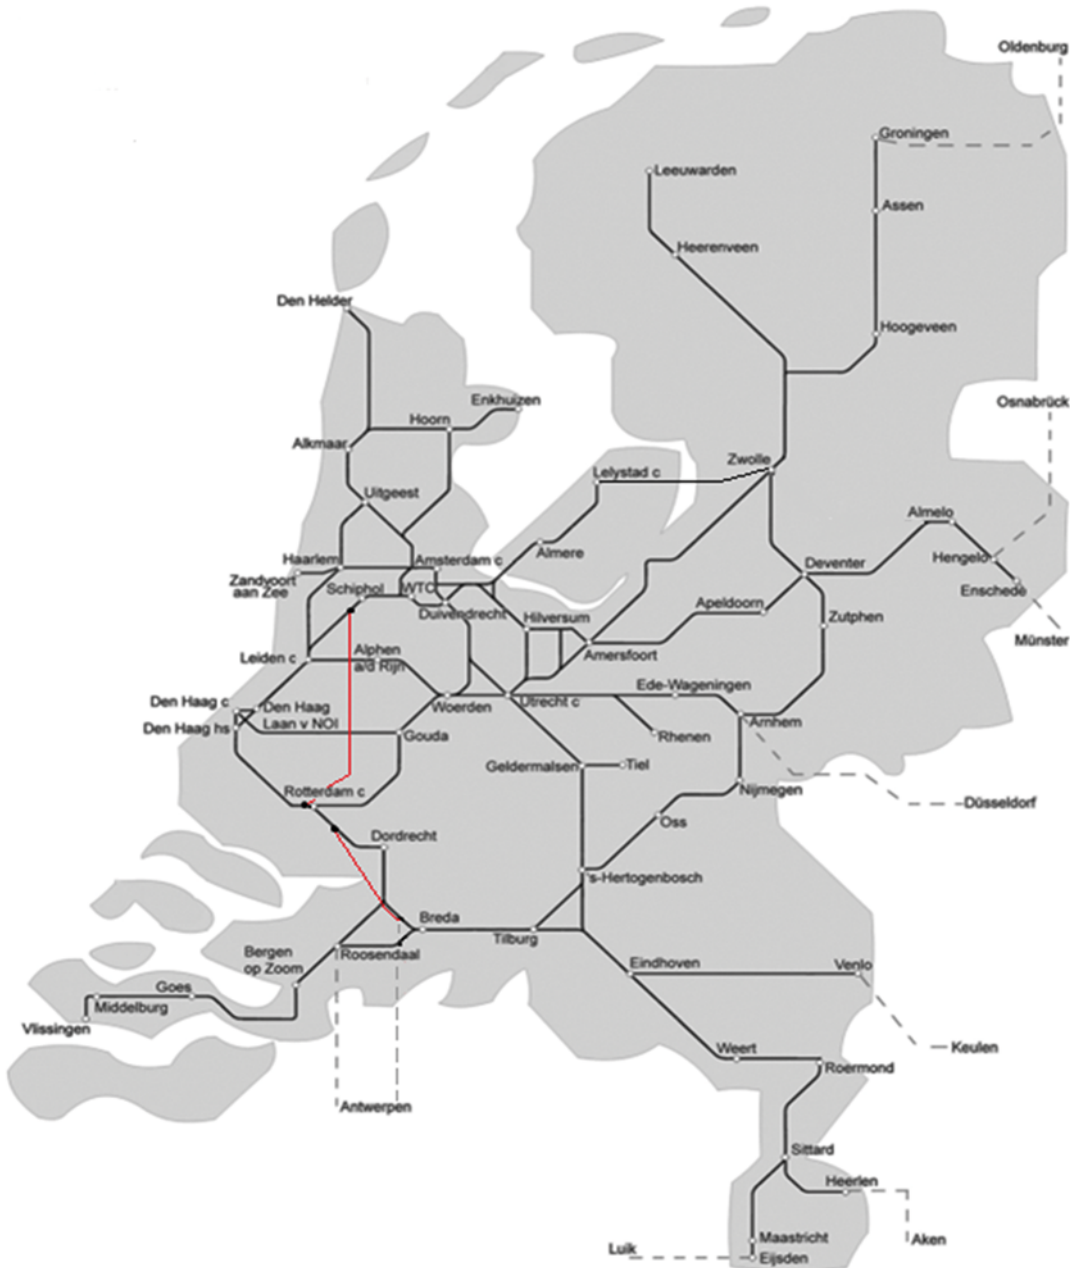 Oldenburg
Groningen
Leeuwarden
Assen
Heerenveen
Den Helder
Hoogeveen
Enkhuizen
Osnabrück
Hoorn
Alkmaar
Zwolle
Lelystad c
Uitgeest
Almelo
Almere
Haarlem
Amsterdam c
Hengelo
Deventer
Zandvoort
aan Zee
Schiphol
WTC
Enschede
Apeldoorn
Duivendrecht
Hilversum
Zutphen
Münster
Leiden c
Alphen
a/d Rijn
Amersfoort
Ede-Wageningen
Den Haag c
Den Haag
Laan v NOI
Woerden
Utrecht c
Arnhem
Den Haag hs
Gouda
Rhenen
Geldermalsen
Tiel
Rotterdam c
Nijmegen
Düsseldorf
Oss
Dordrecht
's-Hertogenbosch
Breda
Tilburg
Bergen
op Zoom
Roosendaal
Eindhoven
Venlo
Goes
Middelburg
Vlissingen
Weert
Keulen
Roermond
Antwerpen
Sittard
Heerlen
Maastricht
Aken
Luik
Eijsden